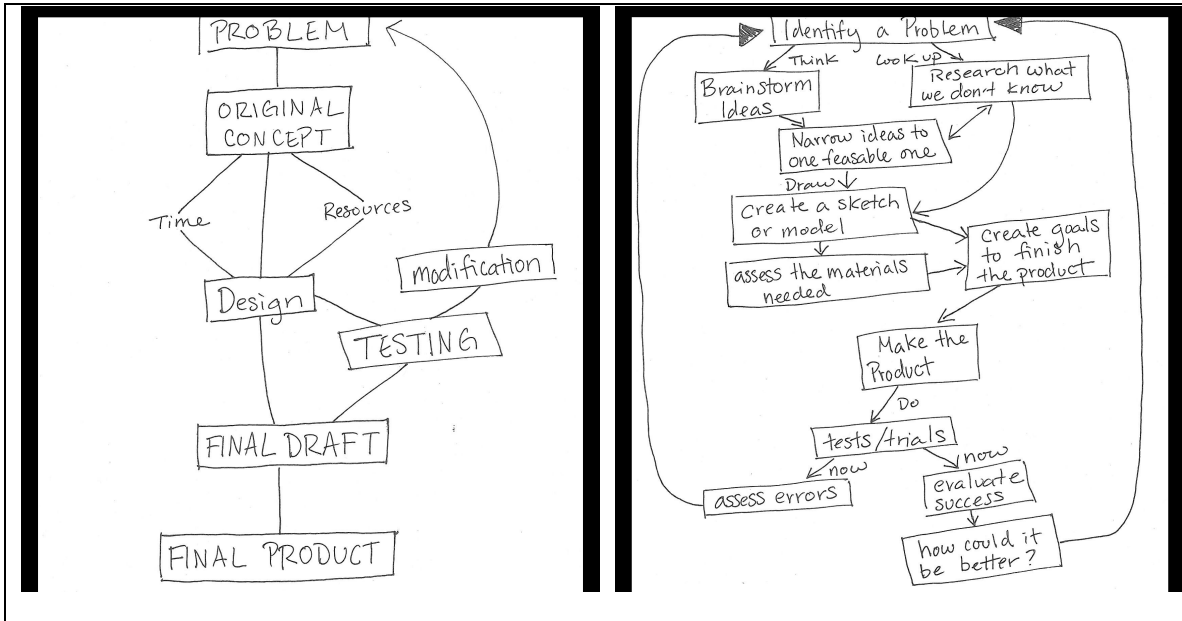 PROBLEM
ORIGINAL
CONCEPT
Time
Resources
modification
Design
TESTING
FINAL DRAFT
FINAL PRODUCT
Identify a Problem
Think
Look up
Brainstorm
Ideas
Research what
we don't know
Narrow ideas to
one feasable one
Draw
Create a sketch
or model
Create goals
to finish
the product
assess the materials
needed
Make the
Product
Do
tests/trials
now
now
assess errors
evaluate
success
how could it
be better?